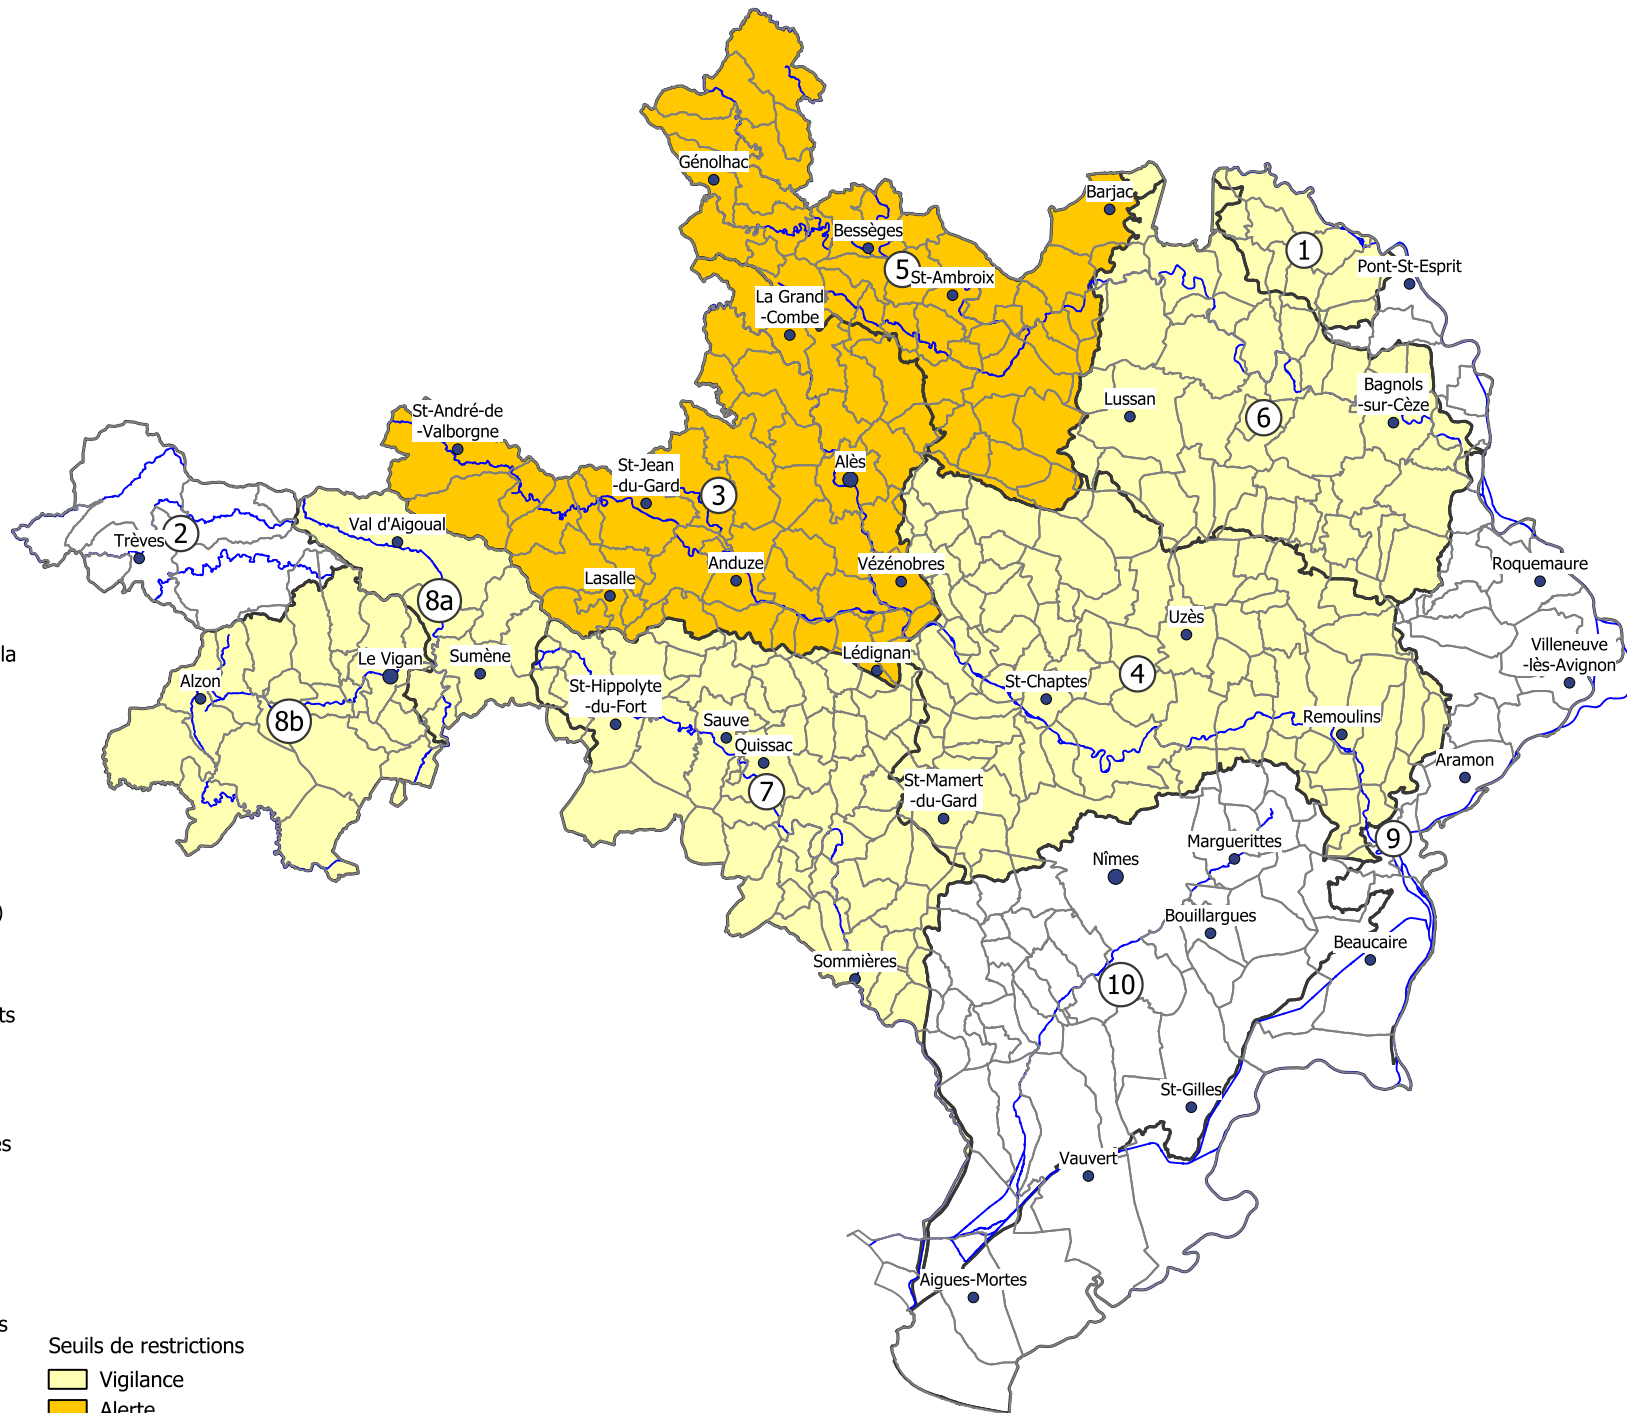 Génolhac
Barjac
Bessèges
1
5
St-Ambroix
Pont-St-Esprit
La Grand
-Combe
Lussan
Bagnols
-sur-Cèze
6
St-André-de
-Valborgne
St-Jean
-du-Gard
3
Alès
Val d'Aigoual
2
Trèves
Anduze
Vézénobres
Lasalle
Roquemaure
8a
Uzès
Villeneuve
-lès-Avignon
la
Le Vigan
Sumène
Lédignan
4
Alzon
St-Chaptes
St-Hippolyte
-du-Fort
8b
Sauve
Remoulins
Quissac
Aramon
7
St-Mamert
-du-Gard
9
Marguerittes
Nîmes
)
Bouillargues
Beaucaire
Sommières
10
ts
St-Gilles
es
Vauvert
Aigues-Mortes
s
Seuils de restrictions
Vigilance
Alerte